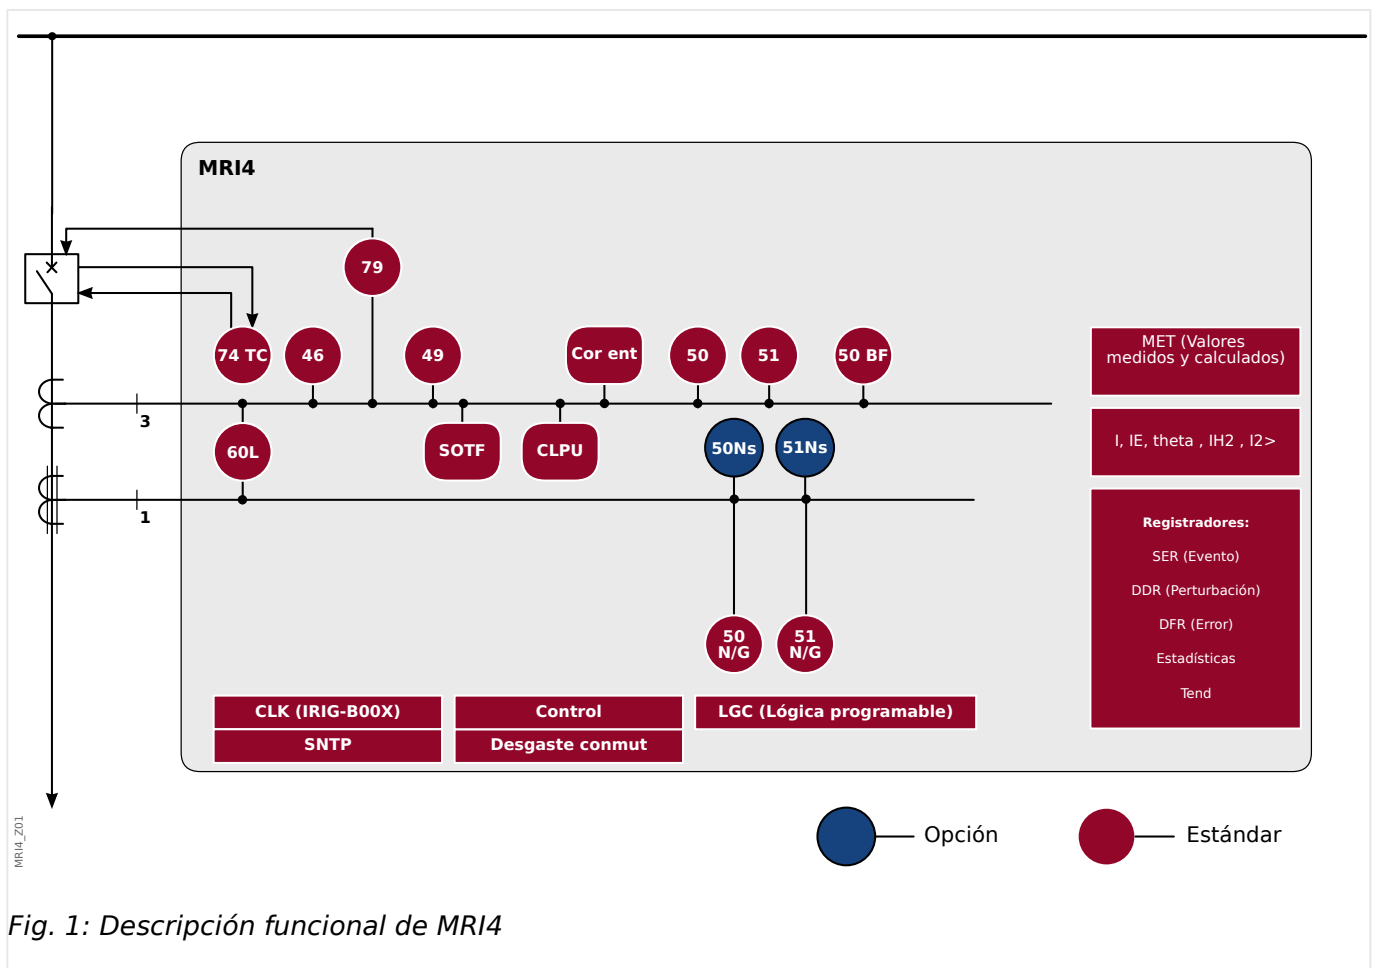 MRI4
79
74 TC
46
49
Cor ent
50
51
50 BF
3
60L
SOTF
CLPU
50Ns
51Ns
1
50
N/G
51
N/G
MET (Valores
medidos y calculados)
I, IE, theta , IH2 , I2>
Registradores:
SER (Evento)
DDR (Perturbación)
DFR (Error)
Estadísticas
Tend
CLK (IRIG-B00X)
Control
LGC (Lógica programable)
SNTP
Desgaste conmut
MRI4_Z01
Opción
Estándar
Fig. 1: Descripción funcional de MRI4